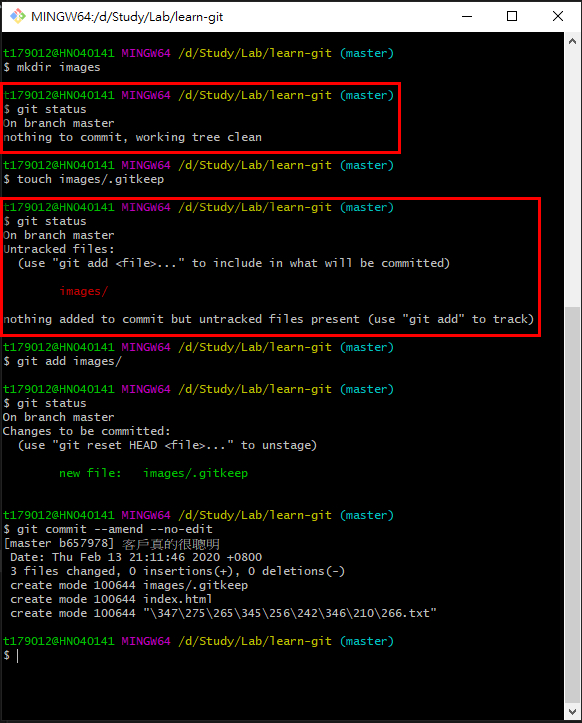 MINGW64:/d/Study/Lab/learn-git
t179012@HN040141 MINGW64 /d/Study/Lab/learn-git (master)
$ mkdir images
t179012@HN040141 MINGW64 /d/Study/Lab/learn-git (master)
$ git status
On branch master
nothing to commit, working tree clean
t179012@HN040141 MINGW64 /d/Study/Lab/learn-git (master)
$ touch images/.gitkeep
t179012@HN040141 MINGW64 /d/Study/Lab/learn-git (master)
$ git status
On branch master
Untracked files:
(use "git add <file>..." to include in what will be committed)
images/
nothing added to commit but untracked files present (use "git add" to track)
t179012@HN040141 MINGW64 /d/Study/Lab/learn-git (master)
$ git add images/
t179012@HN040141 MINGW64 /d/Study/Lab/learn-git (master)
$ git status
On branch master
Changes to be committed:
(use "git reset HEAD <file>..." to unstage)
new file:   images/.gitkeep
t179012@HN040141 MINGW64 /d/Study/Lab/learn-git (master)
$ git commit --amend --no-edit
[master b657978] 客戶真的很聰明
Date: Thu Feb 13 21:11:46 2020 +0800
3 files changed, 0 insertions(+), 0 deletions(-)
create mode 100644 images/.gitkeep
create mode 100644 index.html
create mode 100644 "\347\275\265\345\256\242\346\210\266.txt"
t179012@HN040141 MINGW64 /d/Study/Lab/learn-git (master)
$